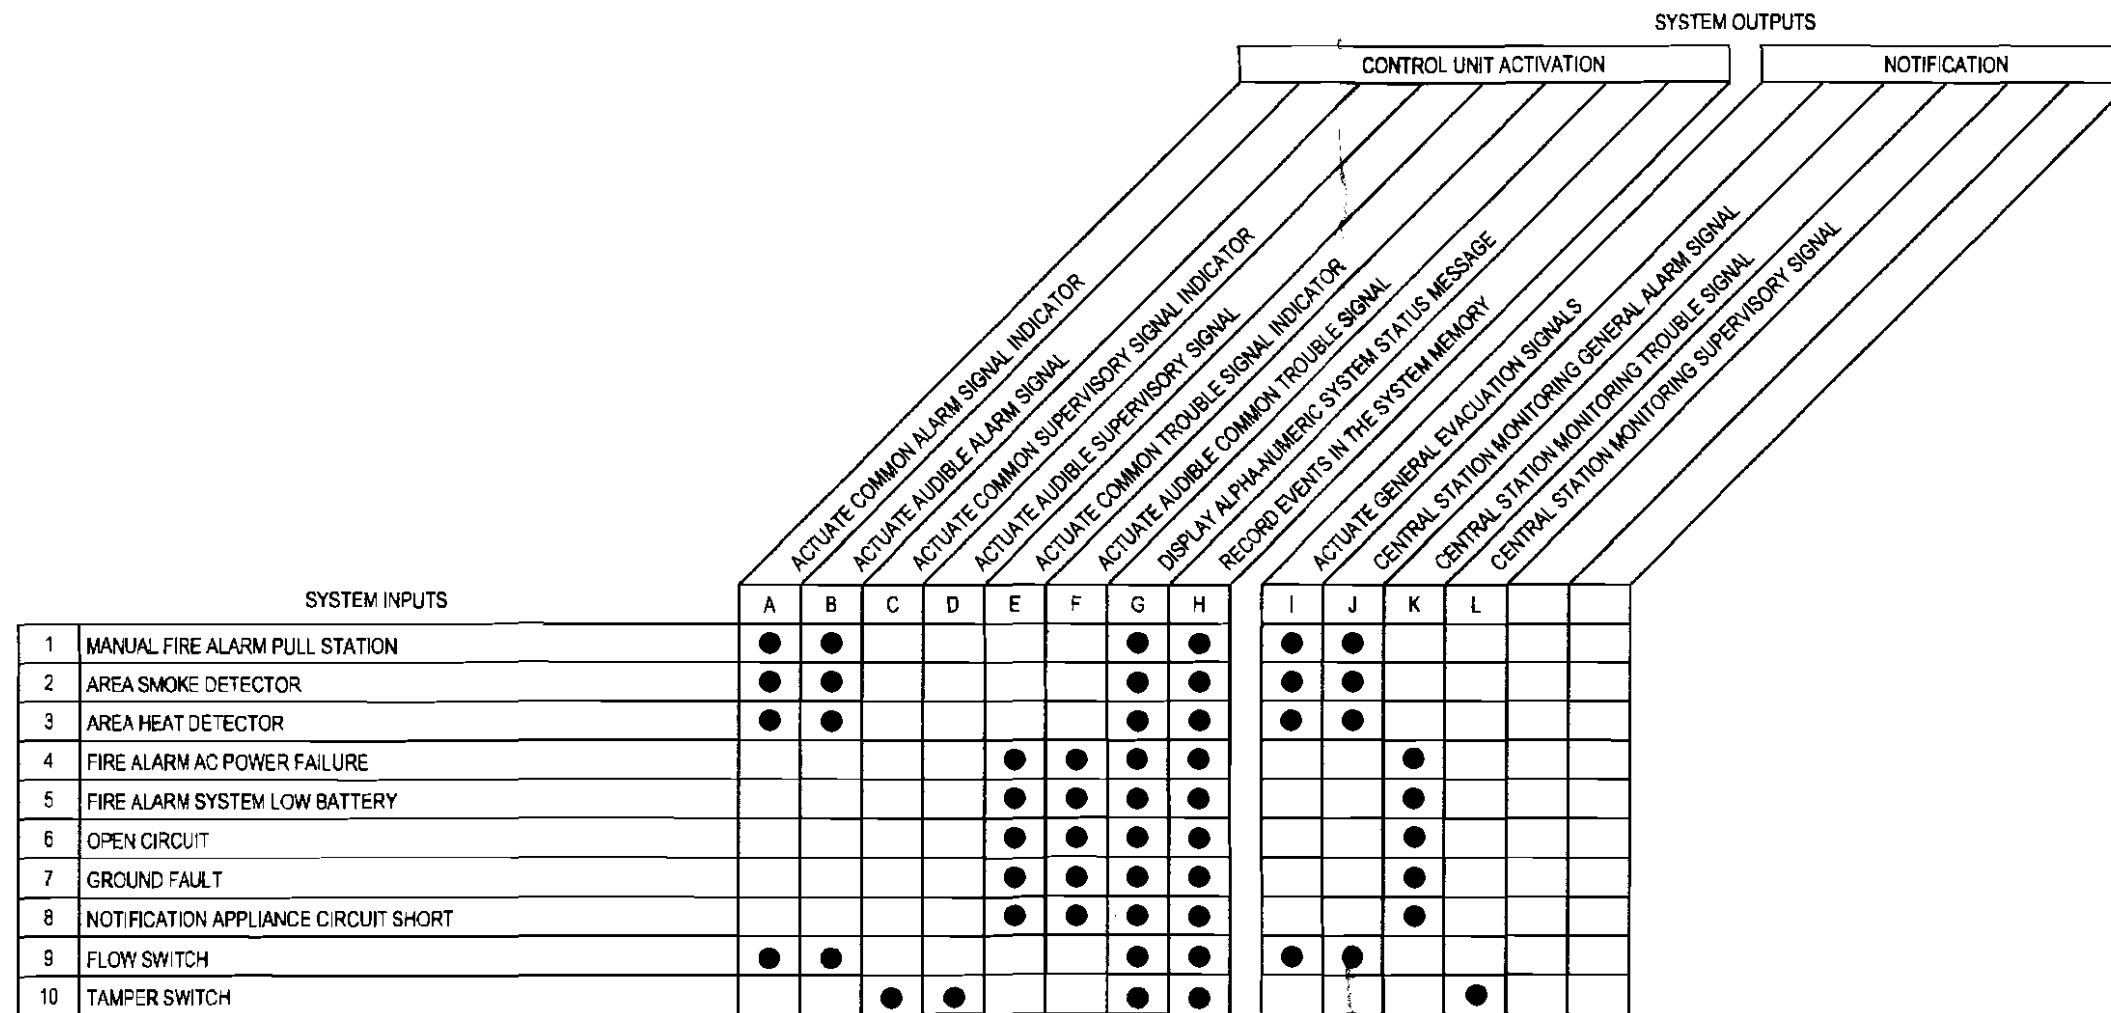 SYSTEM OUTPUTS
CONTROL UNIT ACTIVATION
NOTIFICATION
ACTUATE COMMON ALARM SIGNAL INDICATOR
ACTUATE AUDIBLE ALARM SIGNAL
ACTUATE COMMON SUPERVISORY SIGNAL INDICATOR
ACTUATE AUDIBLE SUPERVISORY SIGNAL
ACTUATE COMMON TROUBLE SIGNAL INDICATOR
ACTUATE AUDIBLE COMMON TROUBLE SIGNAL
DISPLAY ALPHA-NUMERIC SYSTEM STATUS MESSAGE
RECORD EVENTS IN THE SYSTEM MEMORY
ACTUATE GENERAL EVACUATION SIGNALS
CENTRAL STATION MONITORING GENERAL ALARM SIGNAL
CENTRAL STATION MONITORING TROUBLE SIGNAL
CENTRAL STATION MONITORING SUPERVISORY SIGNAL
SYSTEM INPUTS
A B C D E F G H I J K L
1 MANUAL FIRE ALARM PULL STATION
2 AREA SMOKE DETECTOR
3 AREA HEAT DETECTOR
4 FIRE ALARM AC POWER FAILURE
5 FIRE ALARM SYSTEM LOW BATTERY
6 OPEN CIRCUIT
7 GROUND FAULT
8 NOTIFICATION APPLIANCE CIRCUIT SHORT
9 FLOW SWITCH
10 TAMPER SWITCH